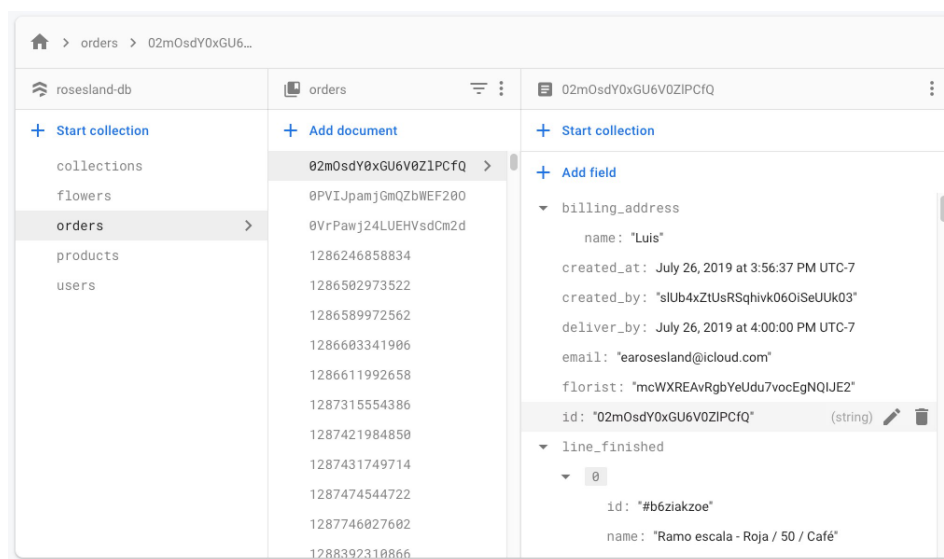 orders > 02mOsdY0xGU6...
rosesland-db
Start collection
collections
flowers
orders
products
users
orders
Add document
02mOsdY0xGU6V0ZlPCfQ
0PVIJpamjGmQZbWEF20O
0VrPawj24LUEHVsdCm2d
1286246858834
1286502973522
1286589972562
1286603341906
1286611992658
1287315554386
1287421984850
1287431749714
1287474544722
1287746027602
1288392310866
02mOsdY0xGU6V0ZlPCfQ
Start collection
Add field
billing_address
name: "Luis"
created_at: July 26, 2019 at 3:56:37 PM UTC-7
created_by: "slUb4xZtUsRSqhivk06OiSeUUk03"
deliver_by: July 26, 2019 at 4:00:00 PM UTC-7
email: "earosesland@icloud.com"
florist: "mcWXREAvRgbYeUdu7vocEgNQIJE2"
id: "02mOsdY0xGU6V0ZlPCfQ" (string)
line_finished
0
id: "#b6ziakzoe"
name: "Ramo escala - Roja / 50 / Café"